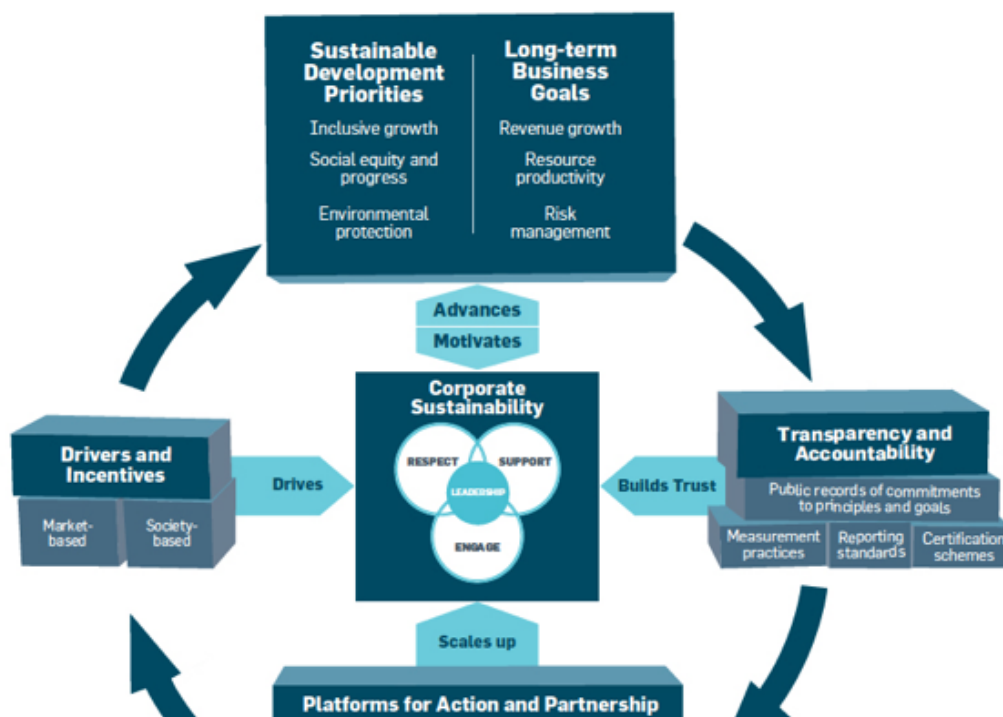 Sustainable
Development
Priorities
Inclusive growth
Social equity and
progress
Environmental
protection
Long-term
Business
Goals
Revenue growth
Resource
productivity
Risk
management
Advances
Motivates
Corporate
Sustainability
RESPECT
SUPPORT
LEADERSHIP
ENGAGE
Drivers and
Incentives
Market-
based
Society-
based
Drives
Builds Trust
Transparency and
Accountability
Public records of commitments
to principles and goals
Measurement
practices
Reporting
standards
Certification
schemes
Scales up
Platforms for Action and Partnership